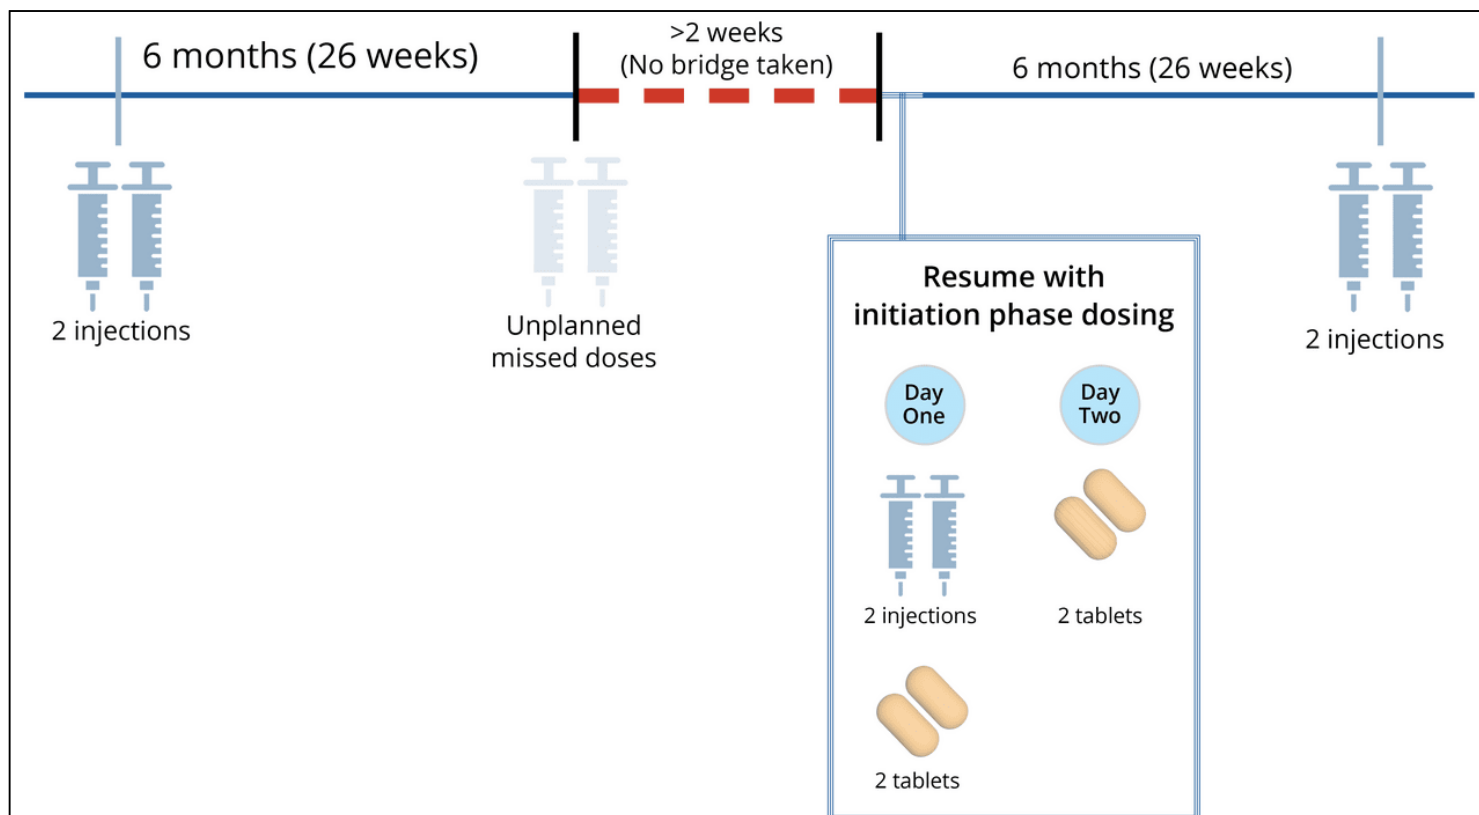 6 months (26 weeks)
>2 weeks
(No bridge taken)
6 months (26 weeks)
2 injections
Unplanned
missed doses
Resume with
initiation phase dosing
Day
One
Day
Two
2 injections
2 tablets
2 tablets
2 injections